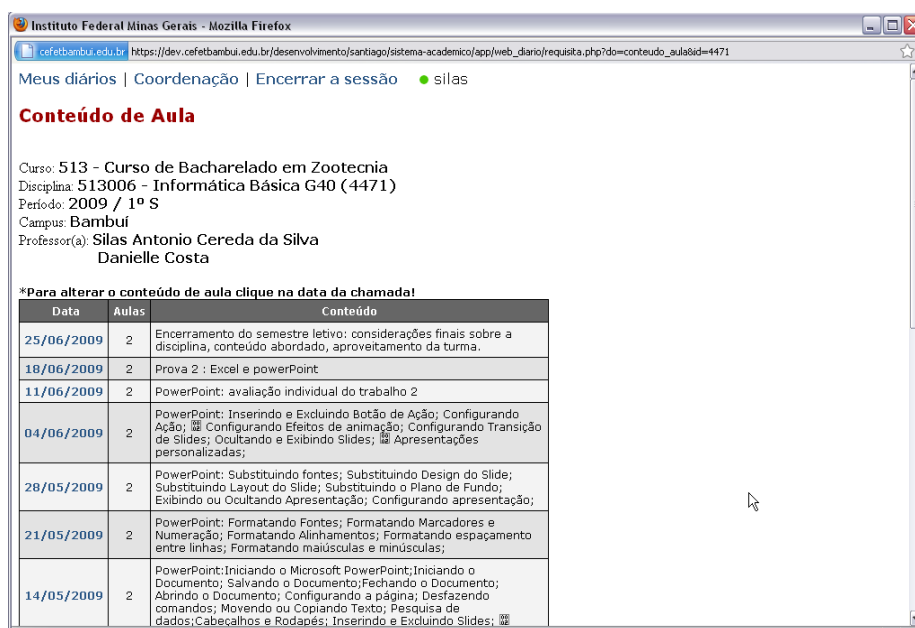 Instituto Federal Minas Gerais - Mozilla Firefox
cefetbambui.edu.br https://dev.cefetbambui.edu.br/desenvolvimento/santiago/sistema-academico/app/web_diario/requisita.php?do=conteudo_aula&id=4471
Meus diários | Coordenação | Encerrar a sessão silas
Conteúdo de Aula
Curso: 513 - Curso de Bacharelado em Zootecnia
Disciplina: 513006 - Informática Básica G40 (4471)
Período: 2009 / 1º S
Campus: Bambuí
Professor(a): Silas Antonio Cereda da Silva
Danielle Costa
*Para alterar o conteúdo de aula clique na data da chamada!
Data Aulas Conteúdo
25/06/2009 2 Encerramento do semestre letivo: considerações finais sobre a
disciplina, conteúdo abordado, aproveitamento da turma.
18/06/2009 2 Prova 2 : Excel e powerPoint
11/06/2009 2 PowerPoint: avaliação individual do trabalho 2
04/06/2009 2 PowerPoint: Inserindo e Excluindo Botão de Ação; Configurando
Ação; Configurando Efeitos de animação; Configurando Transição
de Slides; Ocultando e Exibindo Slides; Apresentações
personalizadas;
28/05/2009 2 PowerPoint: Substituindo fontes; Substituindo Design do Slide;
Substituindo Layout do Slide; Substituindo o Plano de Fundo;
Exibindo ou Ocultando Apresentação; Configurando apresentação;
21/05/2009 2 PowerPoint: Formatando Fontes; Formatando Marcadores e
Numeração; Formatando Alinhamentos; Formatando espaçamento
entre linhas; Formatando maiúsculas e minúsculas;
14/05/2009 2 PowerPoint:Iniciando o Microsoft PowerPoint;Iniciando o
Documento; Salvando o Documento;Fechando o Documento;
Abrindo o Documento; Configurando a página; Desfazendo
comandos; Movendo ou Copiando Texto; Pesquisa de
dados;Cabeçalhos e Rodapés; Inserindo e Excluindo Slides;